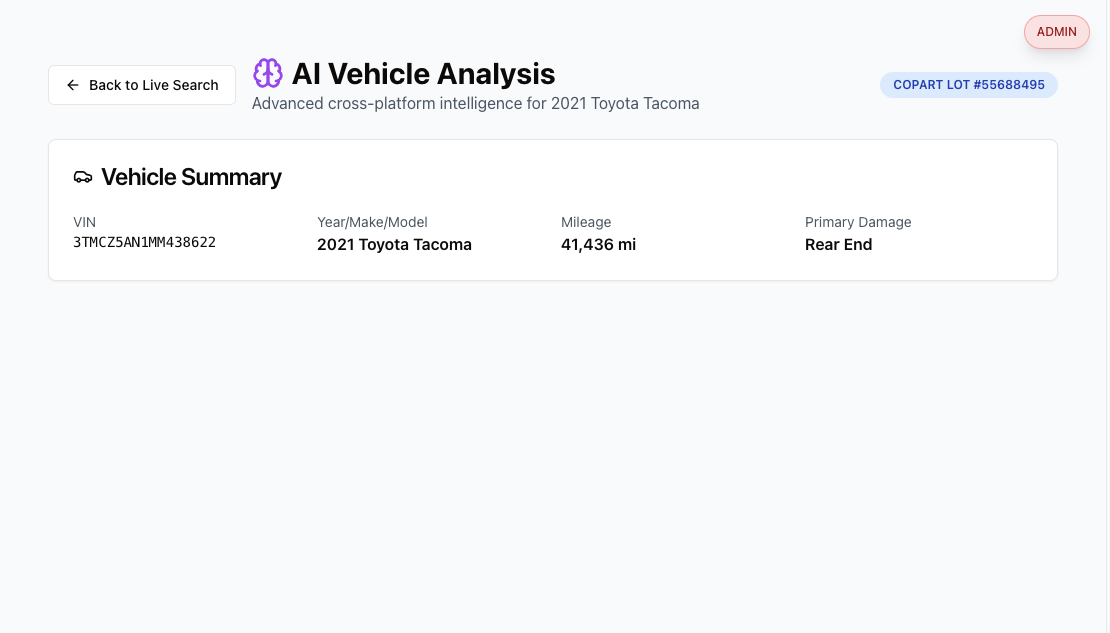 ADMIN
Back to Live Search
AI Vehicle Analysis
Advanced cross-platform intelligence for 2021 Toyota Tacoma
COPART LOT #55688495
Vehicle Summary
VIN
3TMCZ5AN1MM438622
Year/Make/Model
2021 Toyota Tacoma
Mileage
41,436 mi
Primary Damage
Rear End